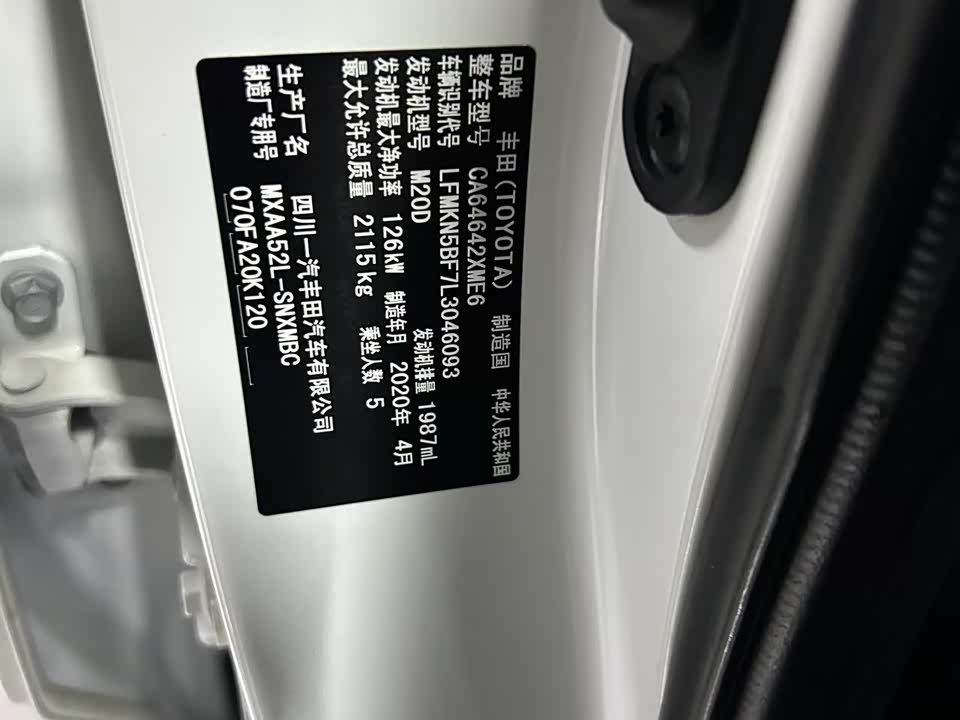 品牌 丰田(TOYOTA) 制造国 中华人民共和国
整车型号 CA64642XME6
车辆识别代号 LFMKN5BF7L3046093
发动机型号 M20D 发动机排量 1987mL
发动机最大净功率 126kW 制造年月 2020年 4月
最大允许总质量 2115kg 乘坐人数 5
生产厂名 四川一汽丰田汽车有限公司
制造厂专用号 MXAA52L-SNXMBC
070FA20K120